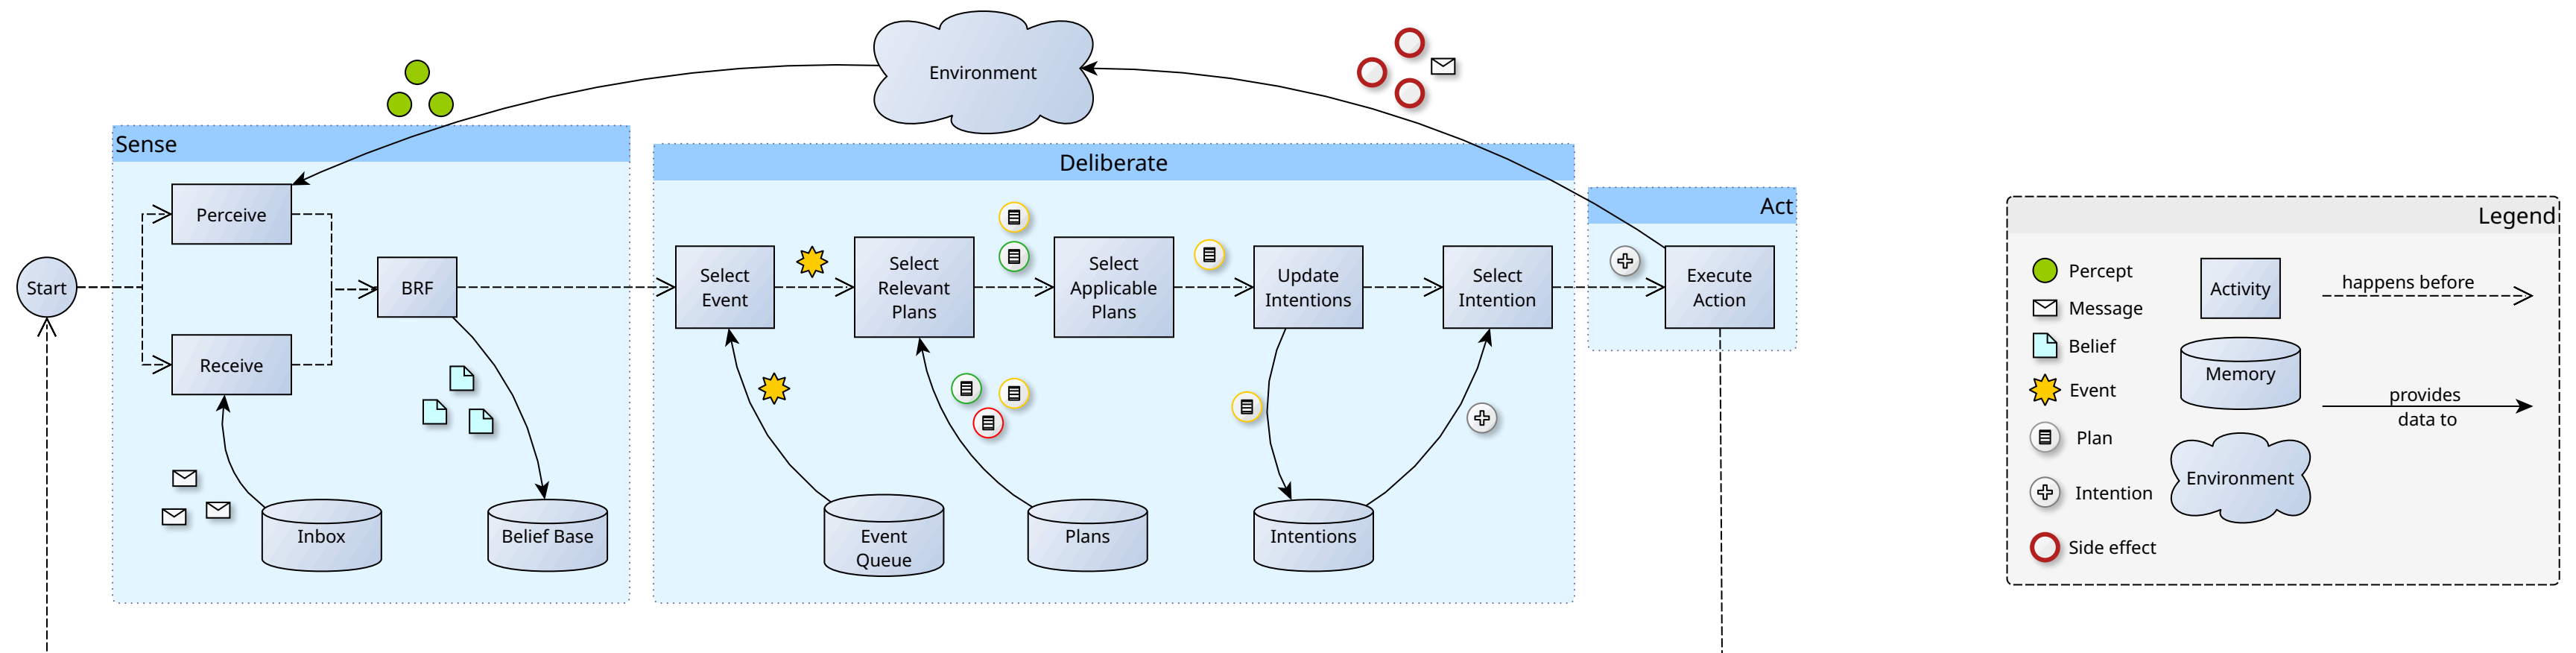 Environment
Sense
Deliberate
Act
Legend
Start
Perceive
Receive
BRF
Inbox
Belief Base
Select
Event
Select
Relevant
Plans
Select
Applicable
Plans
Update
Intentions
Select
Intention
Execute
Action
Event
Queue
Plans
Intentions
Percept
Message
Belief
Event
Plan
Intention
Side effect
Activity
Memory
Environment
happens before
provides
data to